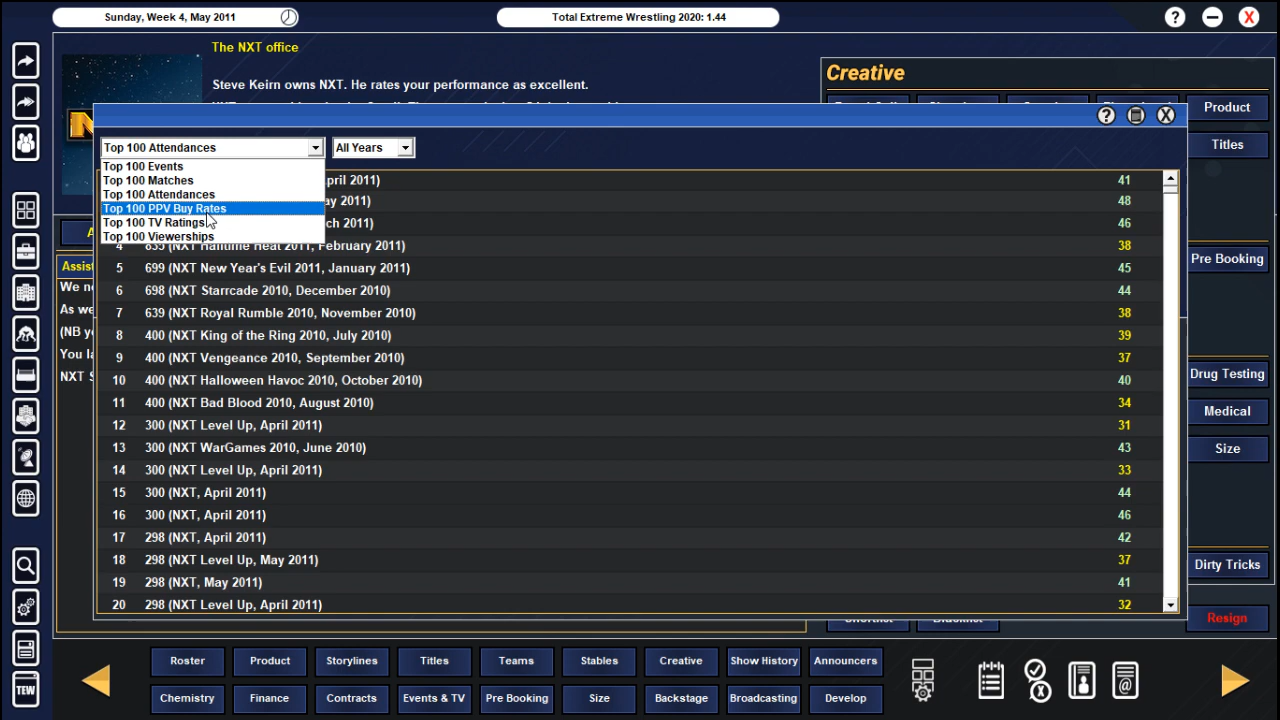 Sunday, Week 4, May 2011
Total Extreme Wrestling 2020: 1.44
The NXT office
Steve Keirn owns NXT. He rates your performance as excellent.
Creative
Product
Titles
Pre Booking
Drug Testing
Medical
Size
Dirty Tricks
Resign
Top 100 Attendances
All Years
Top 100 Events
Top 100 Matches
Top 100 Attendances
Top 100 PPV Buy Rates
Top 100 TV Ratings
Top 100 Viewerships
pril 2011) 41
ay 2011) 48
ch 2011) 46
4 835 (NXT Halftime Heat 2011, February 2011) 38
5 699 (NXT New Year's Evil 2011, January 2011) 45
6 698 (NXT Starrcade 2010, December 2010) 44
7 639 (NXT Royal Rumble 2010, November 2010) 38
8 400 (NXT King of the Ring 2010, July 2010) 39
9 400 (NXT Vengeance 2010, September 2010) 37
10 400 (NXT Halloween Havoc 2010, October 2010) 40
11 400 (NXT Bad Blood 2010, August 2010) 34
12 300 (NXT Level Up, April 2011) 31
13 300 (NXT WarGames 2010, June 2010) 43
14 300 (NXT Level Up, April 2011) 33
15 300 (NXT, April 2011) 44
16 300 (NXT, April 2011) 46
17 298 (NXT, April 2011) 42
18 298 (NXT Level Up, May 2011) 37
19 298 (NXT, May 2011) 41
20 298 (NXT Level Up, April 2011) 32
Assis
We n
As we
(NB y
You la
NXT S
Roster Product Storylines Titles Teams Stables Creative Show History Announcers
Chemistry Finance Contracts Events & TV Pre Booking Size Backstage Broadcasting Develop
TEW